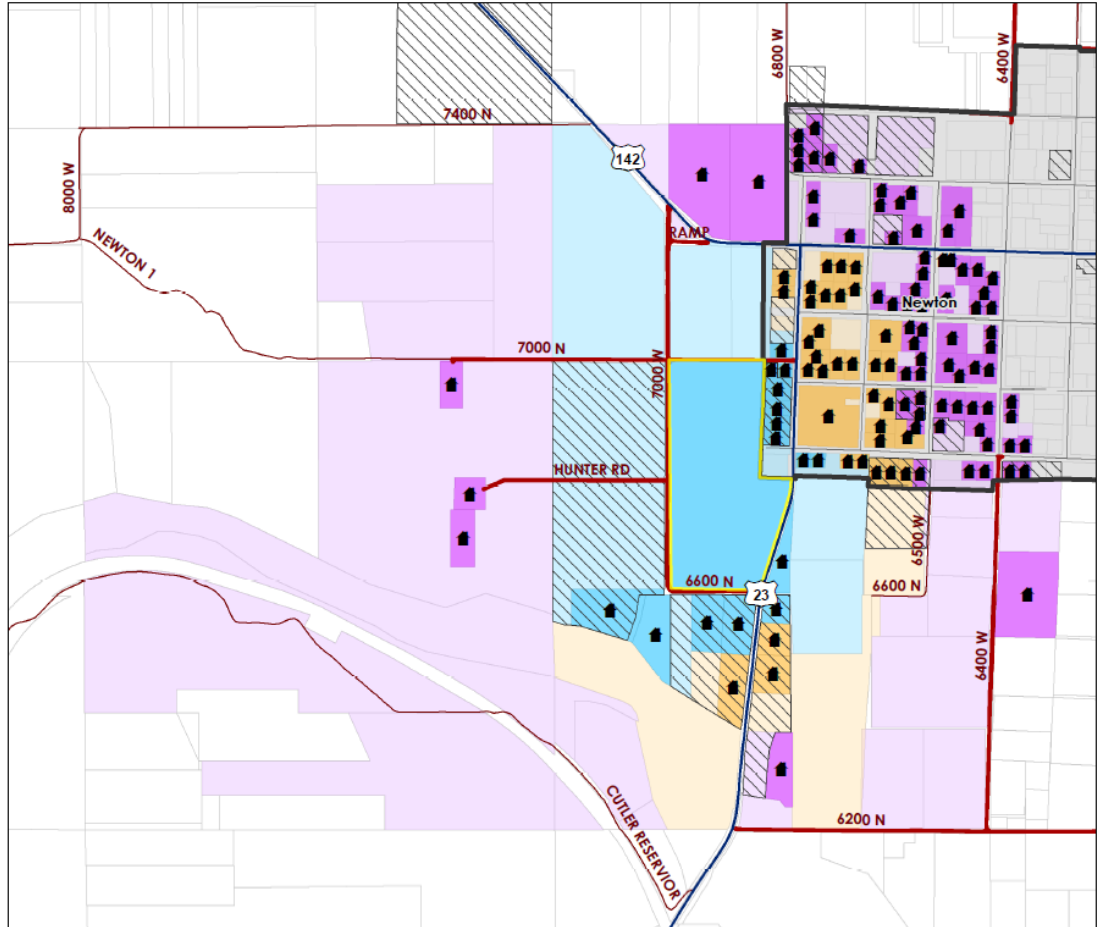 6800 W
6400 W
7400 N
142
8000 W
RAMP
NEWTON 1
Newton
7000 N
7000 W
HUNTER RD
6500 W
6600 N
6600 N
23
6400 W
CUTLER RESERVIOR
6200 N